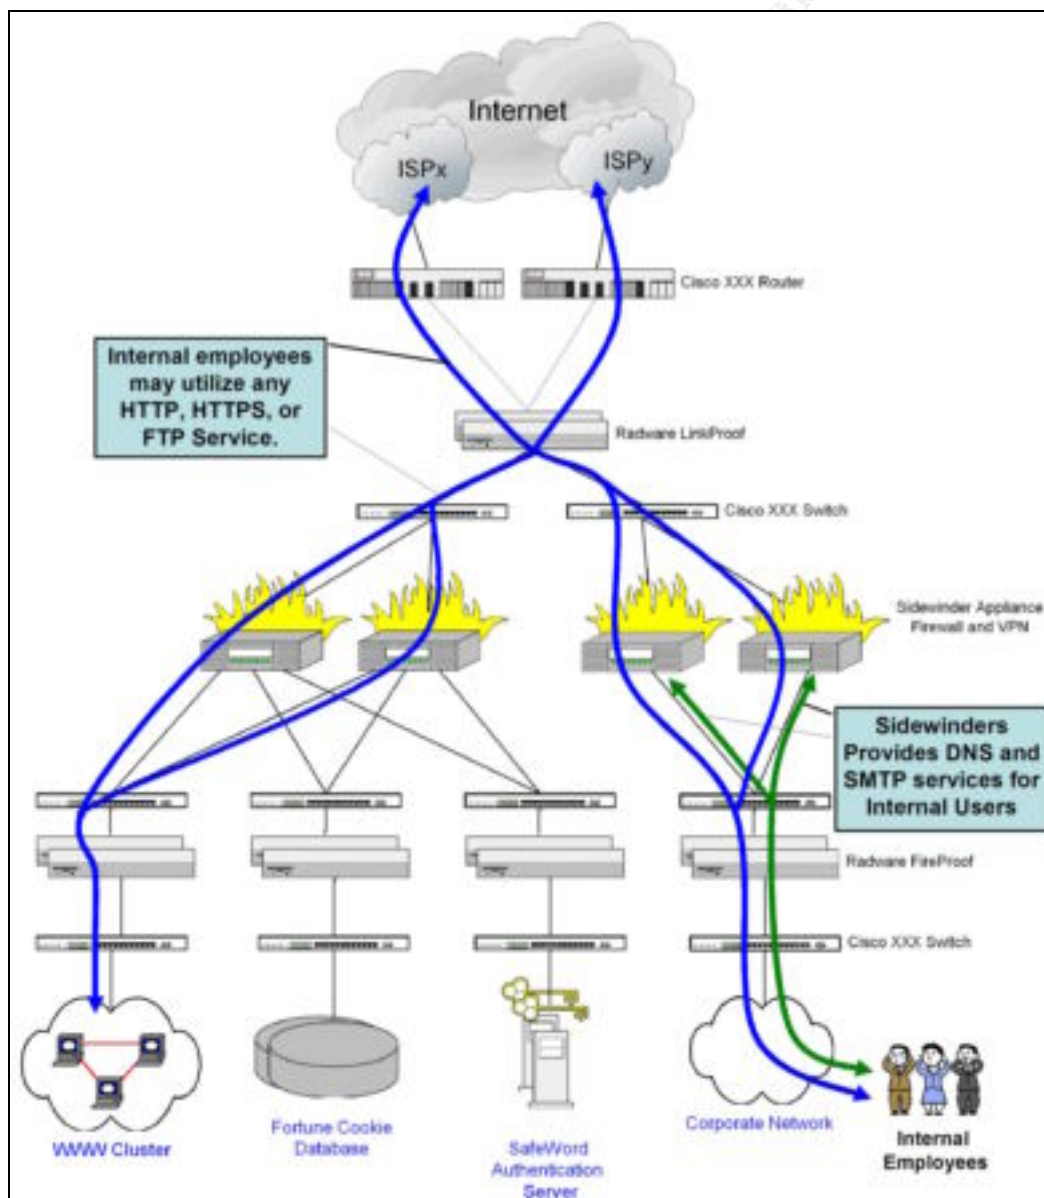 Internet
ISPx
ISPy
Cisco XXX Router
Internal employees
may utilize any
HTTP, HTTPS, or
FTP Service.
Radware LinkProof
Cisco XXX Switch
Sidewinder Appliance
Firewall and VPN
Sidewinders
Provides DNS and
SMTP services for
Internal Users
Radware FireProof
Cisco XXX Switch
WWW Cluster
Fortune Cookie
Database
SafeWord
Authentication
Server
Corporate Network
Internal
Employees